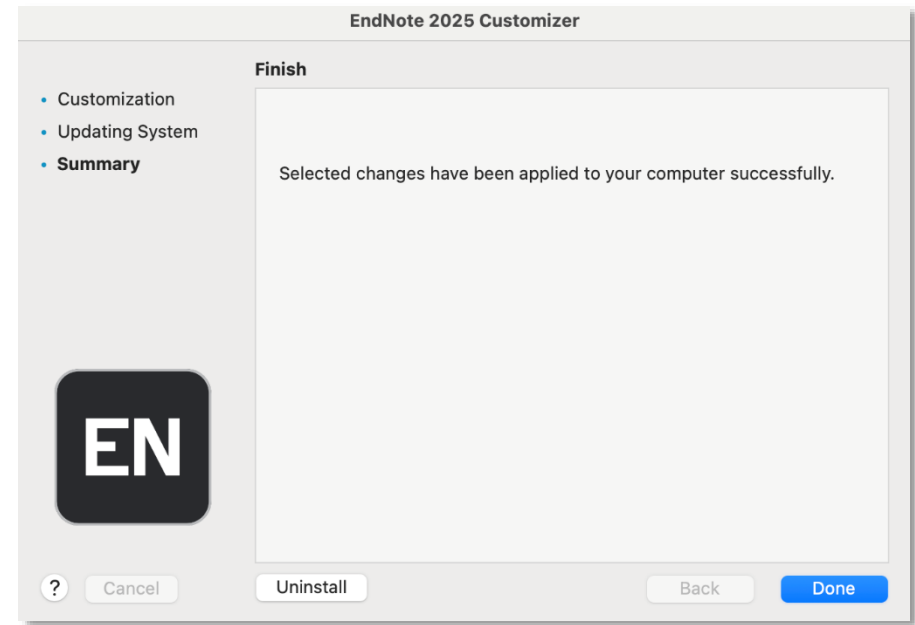 EndNote 2025 Customizer
Finish
• Customization
• Updating System
• Summary
Selected changes have been applied to your computer successfully.
EN
? Cancel Uninstall Back Done